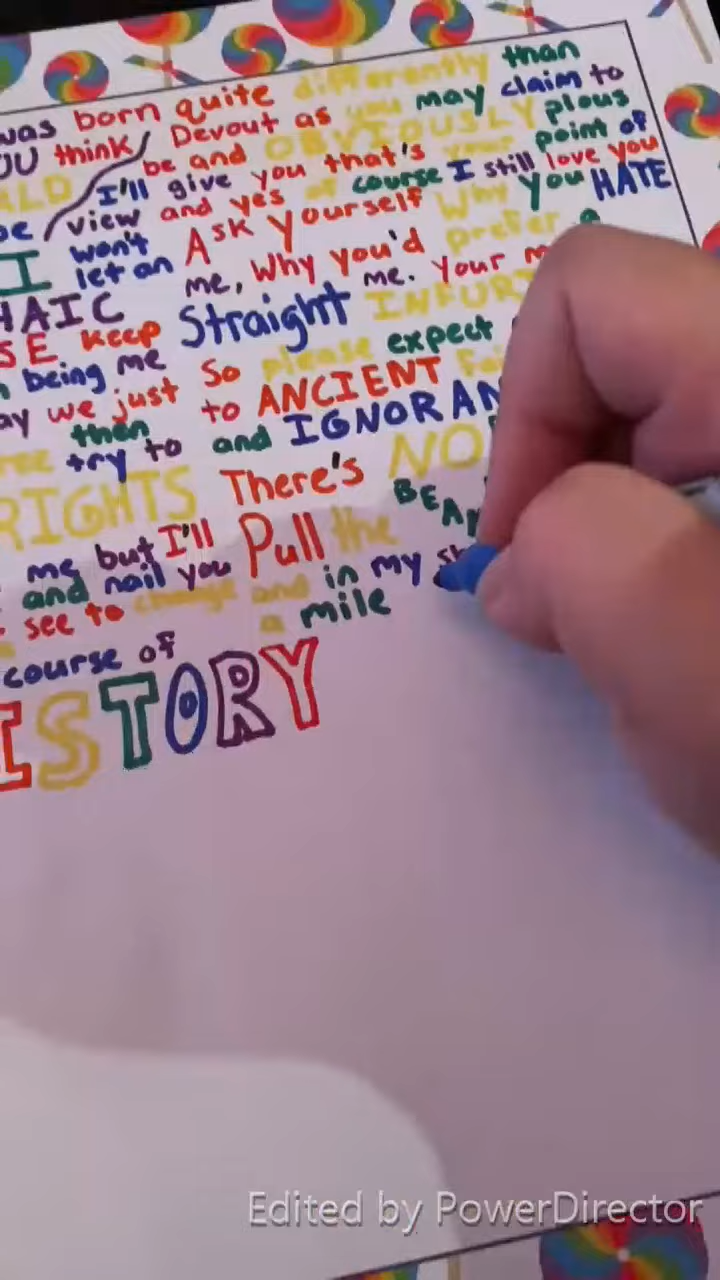 was born quite differently than
OU think / Devout as you may claim to
ALD / be and OBVIOUSLY pious
be / I'll give you that's your point of
view and yes of course I still love you
I won't Ask Yourself Why you HATE
let an me, Why you'd prefer a
HAIC me. Your
SE keep Straight INFURI
being me So please expect
ay we just to ANCIENT
then and IGNORAN
ree try to There's NO
RIGHTS Pull the BEA
me but I'll in my
and nail you a mile
see to change and
course of
ISTORY
Edited by PowerDirector